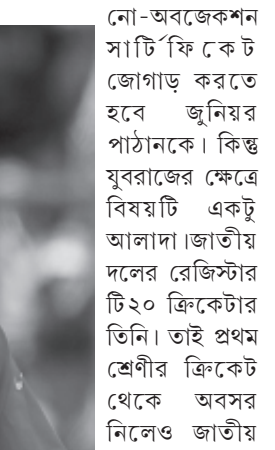 নো-অবজেকশন
সার্টিফিকেট
জোগাড় করতে
হবে জুনিয়র
পাঠানকে। কিন্তু
যুবরাজের ক্ষেত্রে
বিষয়টি একটু
আলাদা।জাতীয়
দলের রেজিস্টার
টি২০ ক্রিকেটার
তিনি। তাই প্রথম
শ্রেণীর ক্রিকেট
থেকে অবসর
নিলেও জাতীয়